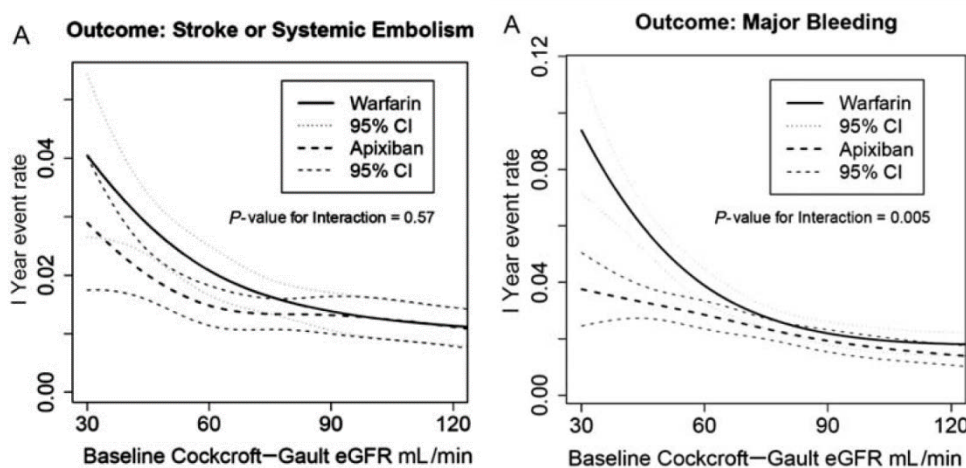 A
Outcome: Stroke or Systemic Embolism
I Year event rate
0.04
0.02
0.00
Warfarin
95% CI
Apixiban
95% CI
P-value for Interaction = 0.57
30 60 90 120
Baseline Cockcroft–Gault eGFR mL/min
A
Outcome: Major Bleeding
I Year event rate
0.12
0.08
0.04
0.00
Warfarin
95% CI
Apixiban
95% CI
P-value for Interaction = 0.005
30 60 90 120
Baseline Cockcroft–Gault eGFR mL/min